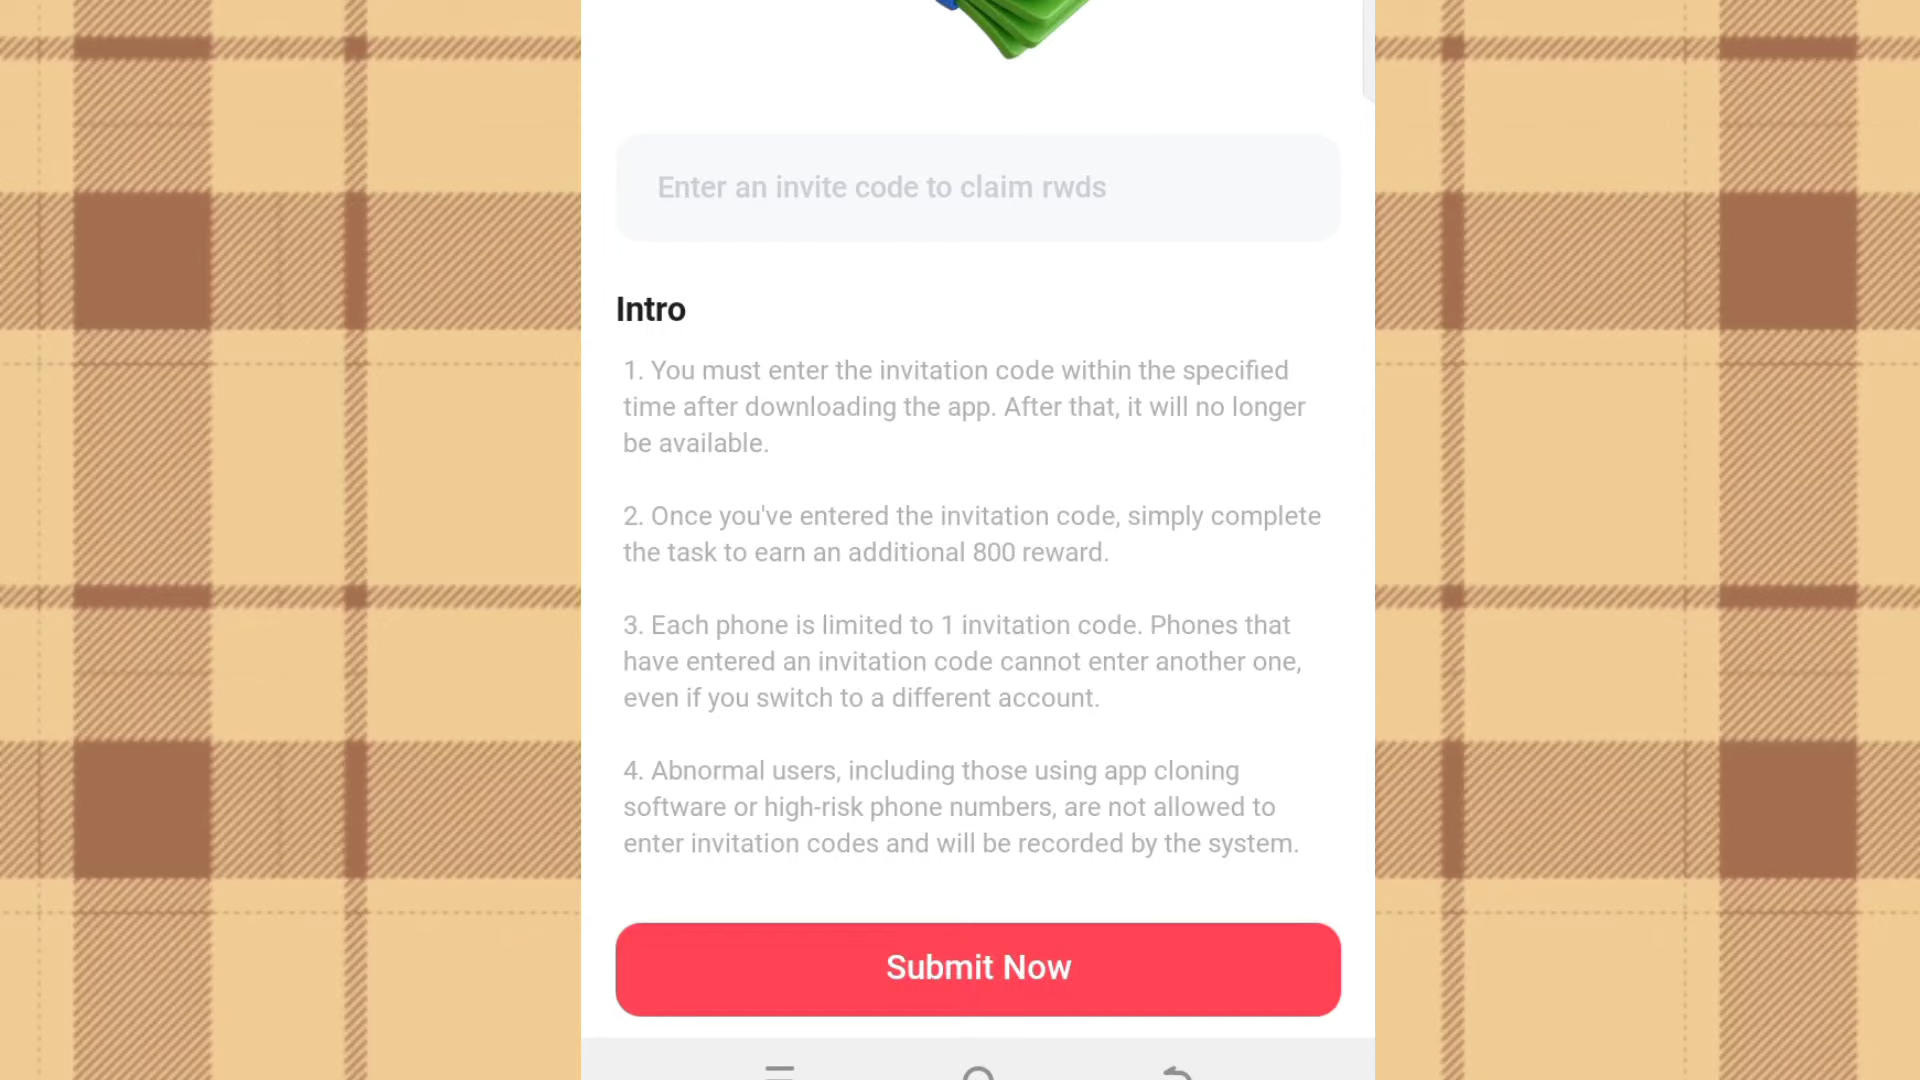 Enter an invite code to claim rwds
Intro
1. You must enter the invitation code within the specified
time after downloading the app. After that, it will no longer
be available.
2. Once you've entered the invitation code, simply complete
the task to earn an additional 800 reward.
3. Each phone is limited to 1 invitation code. Phones that
have entered an invitation code cannot enter another one,
even if you switch to a different account.
4. Abnormal users, including those using app cloning
software or high-risk phone numbers, are not allowed to
enter invitation codes and will be recorded by the system.
Submit Now